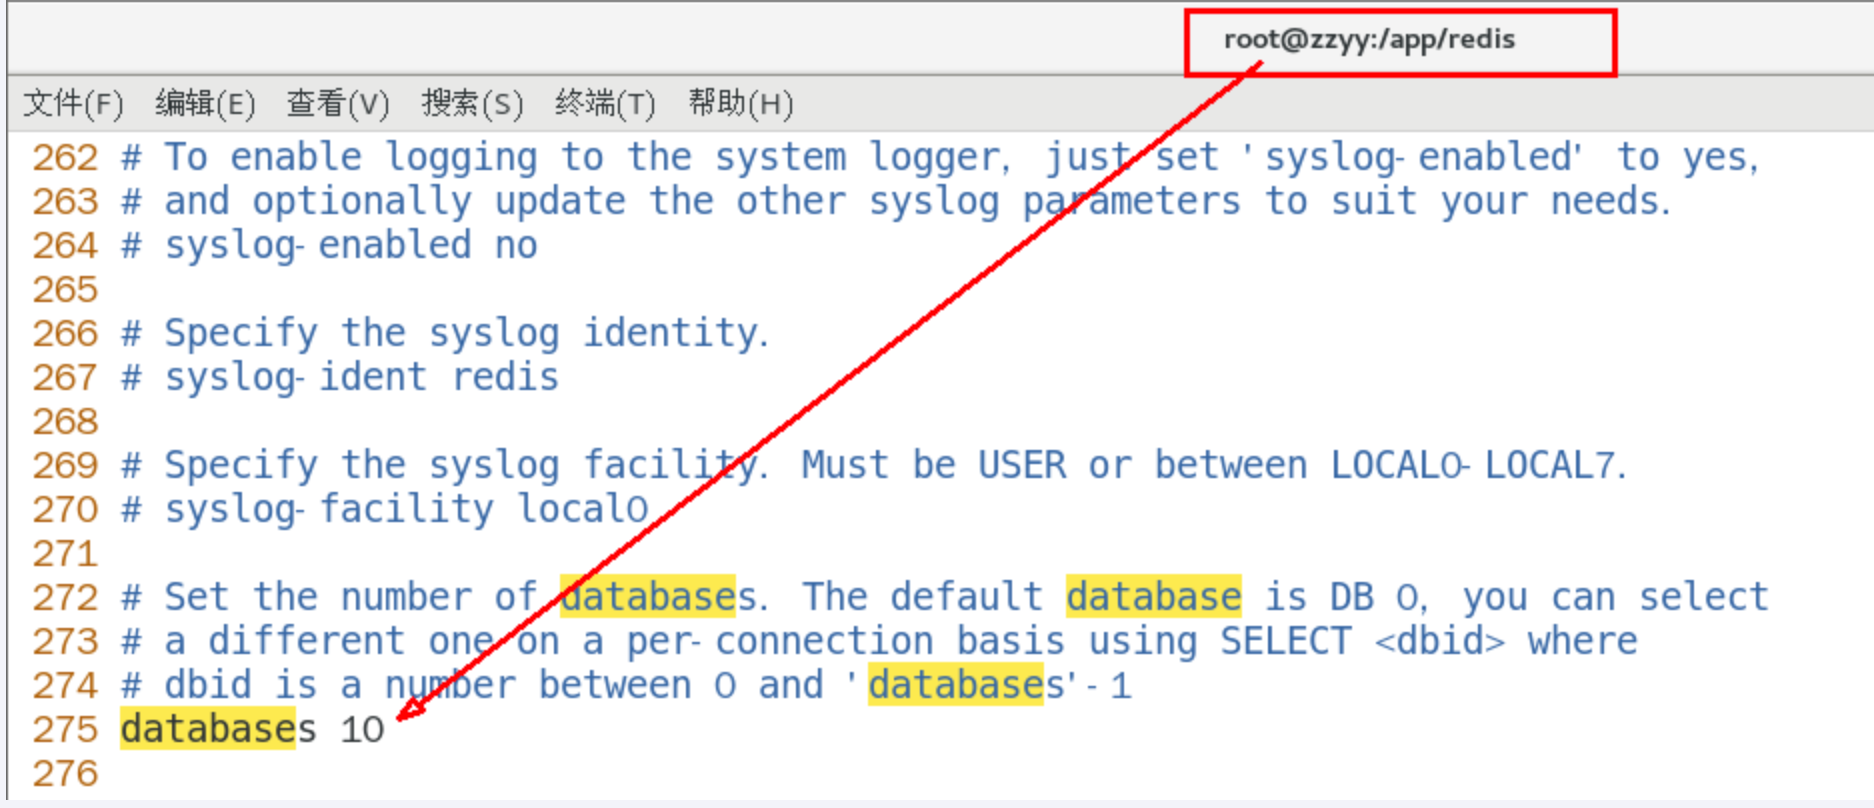 root@zzyy:/app/redis
文件(F) 编辑(E) 查看(V) 搜索(S) 终端(T) 帮助(H)
262 # To enable logging to the system logger, just set 'syslog-enabled' to yes,
263 # and optionally update the other syslog parameters to suit your needs.
264 # syslog-enabled no
265
266 # Specify the syslog identity.
267 # syslog-ident redis
268
269 # Specify the syslog facility. Must be USER or between LOCAL0-LOCAL7.
270 # syslog-facility local0
271
272 # Set the number of databases. The default database is DB 0, you can select
273 # a different one on a per-connection basis using SELECT <dbid> where
274 # dbid is a number between 0 and 'databases'-1
275 databases 10
276